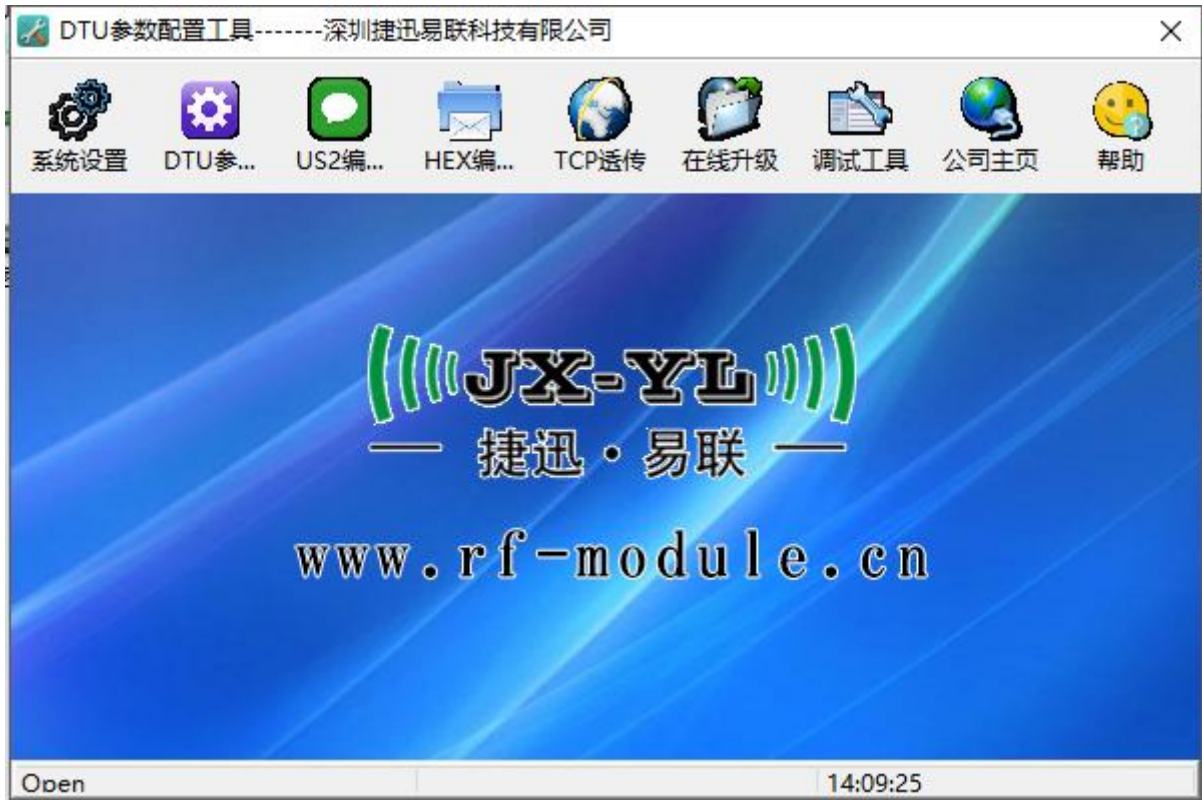 DTU参数配置工具-------深圳捷迅易联科技有限公司
系统设置 DTU参... US2编... HEX编... TCP透传 在线升级 调试工具 公司主页 帮助
JX-YL
捷迅·易联
www.rf-module.cn
Open 14:09:25